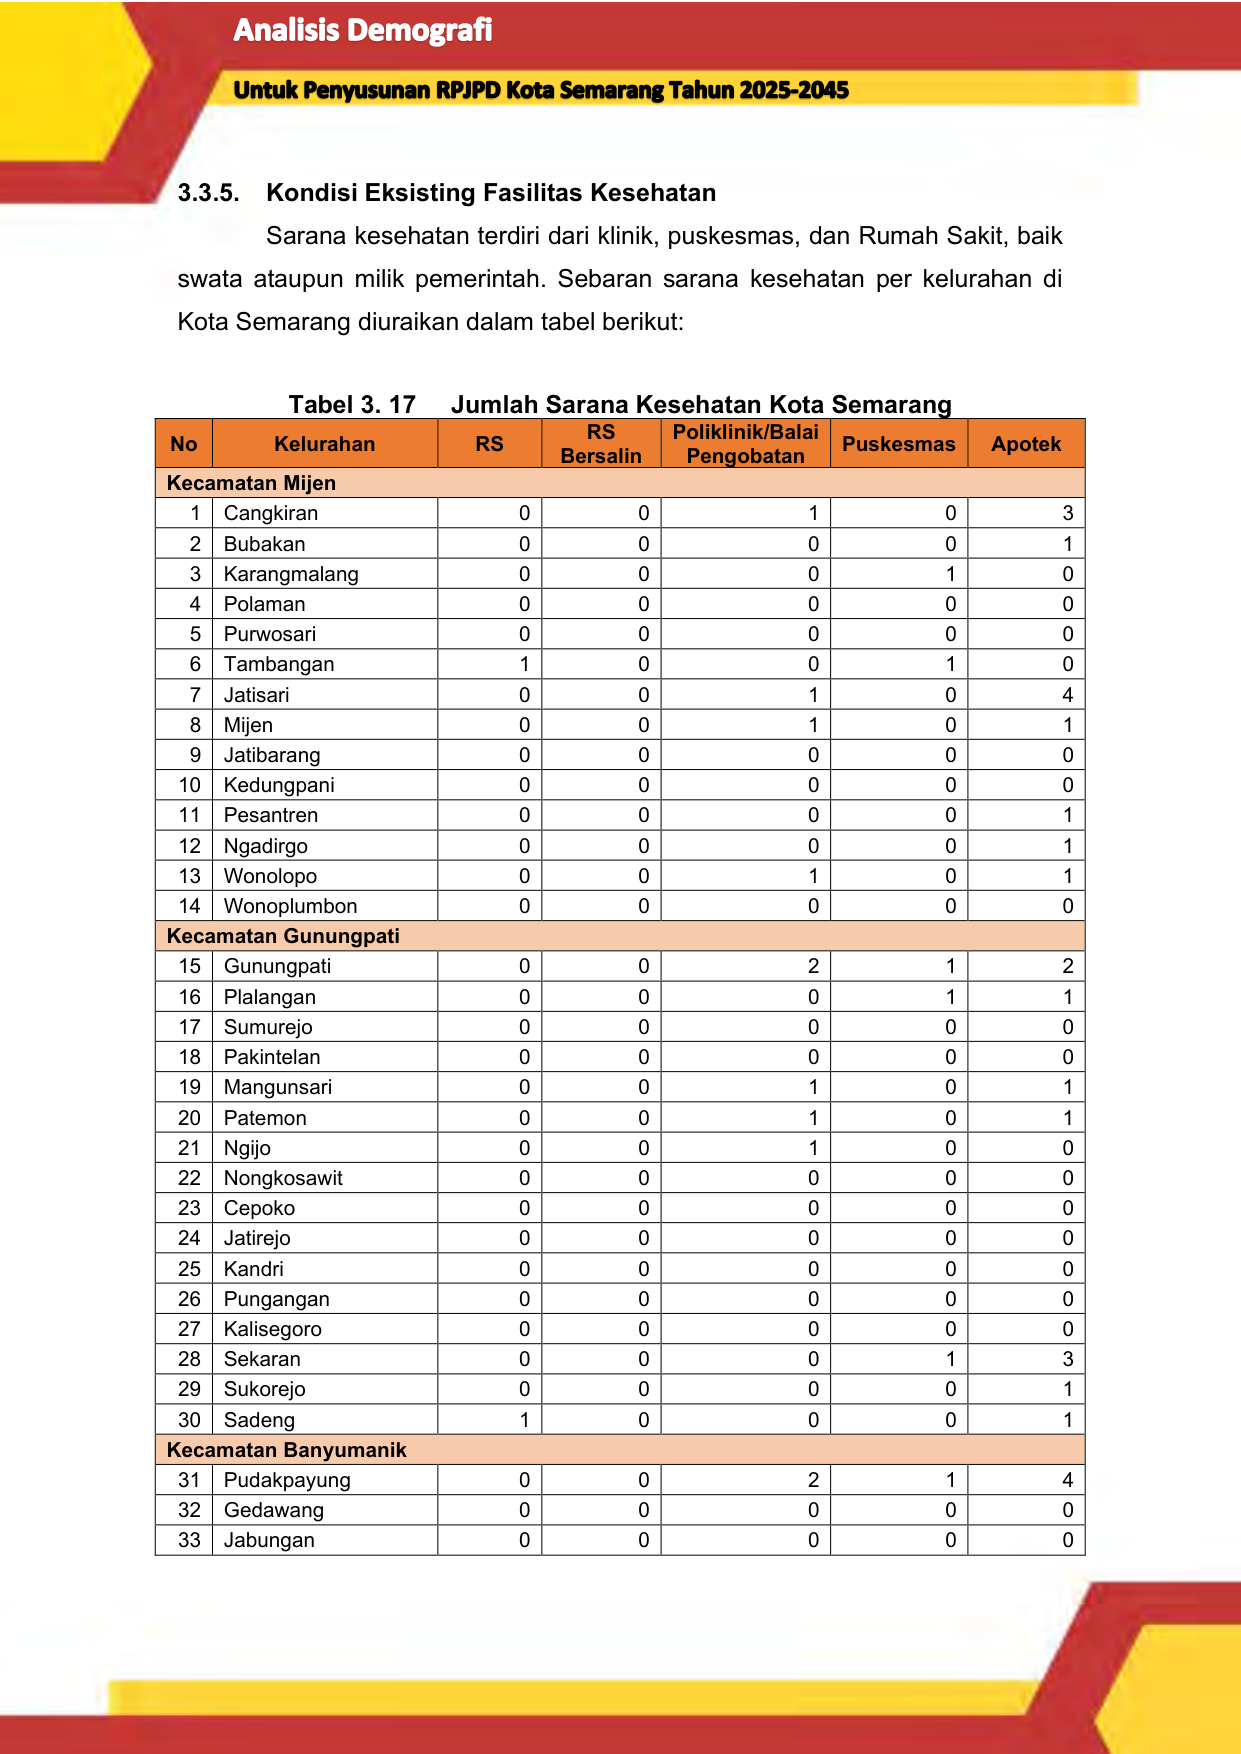 Analisis Demografi
Untuk Penyusunan RPJPD Kota Semarang Tahun 2025-2045
3.3.5. Kondisi Eksisting Fasilitas Kesehatan
Sarana kesehatan terdiri dari klinik, puskesmas, dan Rumah Sakit, baik
swata ataupun milik pemerintah. Sebaran sarana kesehatan per kelurahan di
Kota Semarang diuraikan dalam tabel berikut:
Tabel 3. 17 Jumlah Sarana Kesehatan Kota Semarang
No Kelurahan RS RS Bersalin Poliklinik/Balai Pengobatan Puskesmas Apotek
Kecamatan Mijen
1 Cangkiran 0 0 1 0 3
2 Bubakan 0 0 0 0 1
3 Karangmalang 0 0 0 1 0
4 Polaman 0 0 0 0 0
5 Purwosari 0 0 0 0 0
6 Tambangan 1 0 0 1 0
7 Jatisari 0 0 1 0 4
8 Mijen 0 0 1 0 1
9 Jatibarang 0 0 0 0 0
10 Kedungpani 0 0 0 0 0
11 Pesantren 0 0 0 0 1
12 Ngadirgo 0 0 0 0 1
13 Wonolopo 0 0 1 0 1
14 Wonoplumbon 0 0 0 0 0
Kecamatan Gunungpati
15 Gunungpati 0 0 2 1 2
16 Plalangan 0 0 0 1 1
17 Sumurejo 0 0 0 0 0
18 Pakintelan 0 0 0 0 0
19 Mangunsari 0 0 1 0 1
20 Patemon 0 0 1 0 1
21 Ngijo 0 0 1 0 0
22 Nongkosawit 0 0 0 0 0
23 Cepoko 0 0 0 0 0
24 Jatirejo 0 0 0 0 0
25 Kandri 0 0 0 0 0
26 Pungangan 0 0 0 0 0
27 Kalisegoro 0 0 0 0 0
28 Sekaran 0 0 0 1 3
29 Sukorejo 0 0 0 0 1
30 Sadeng 1 0 0 0 1
Kecamatan Banyumanik
31 Pudakpayung 0 0 2 1 4
32 Gedawang 0 0 0 0 0
33 Jabungan 0 0 0 0 0